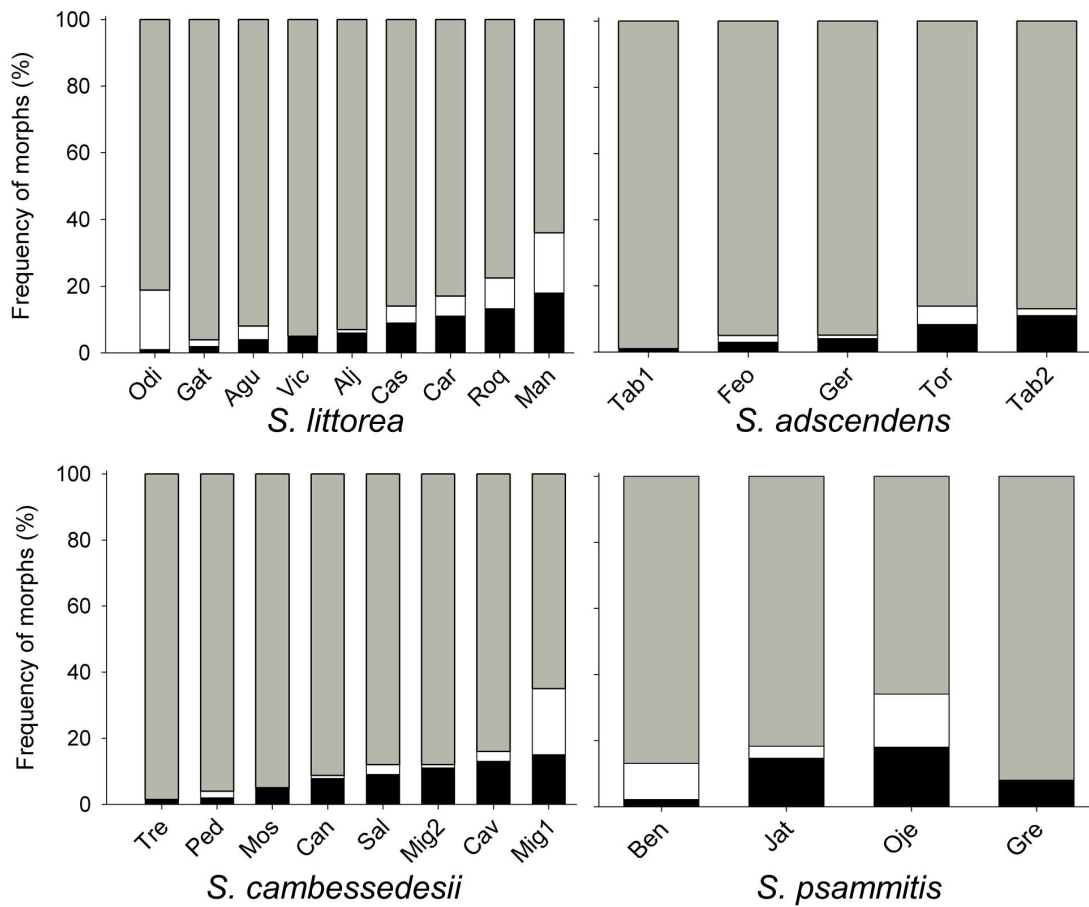 Frequency of morphs (%)
100
80
60
40
20
0
Odi Gat Agu Vic Alj Cas Car Roq Man
S. littorea
Tab1 Feo Ger Tor Tab2
S. adscendens
Frequency of morphs (%)
100
80
60
40
20
0
Tre Ped Mos Can Sal Mig2 Cav Mig1
S. cambessedesii
Ben Jat Oje Gre
S. psammitis